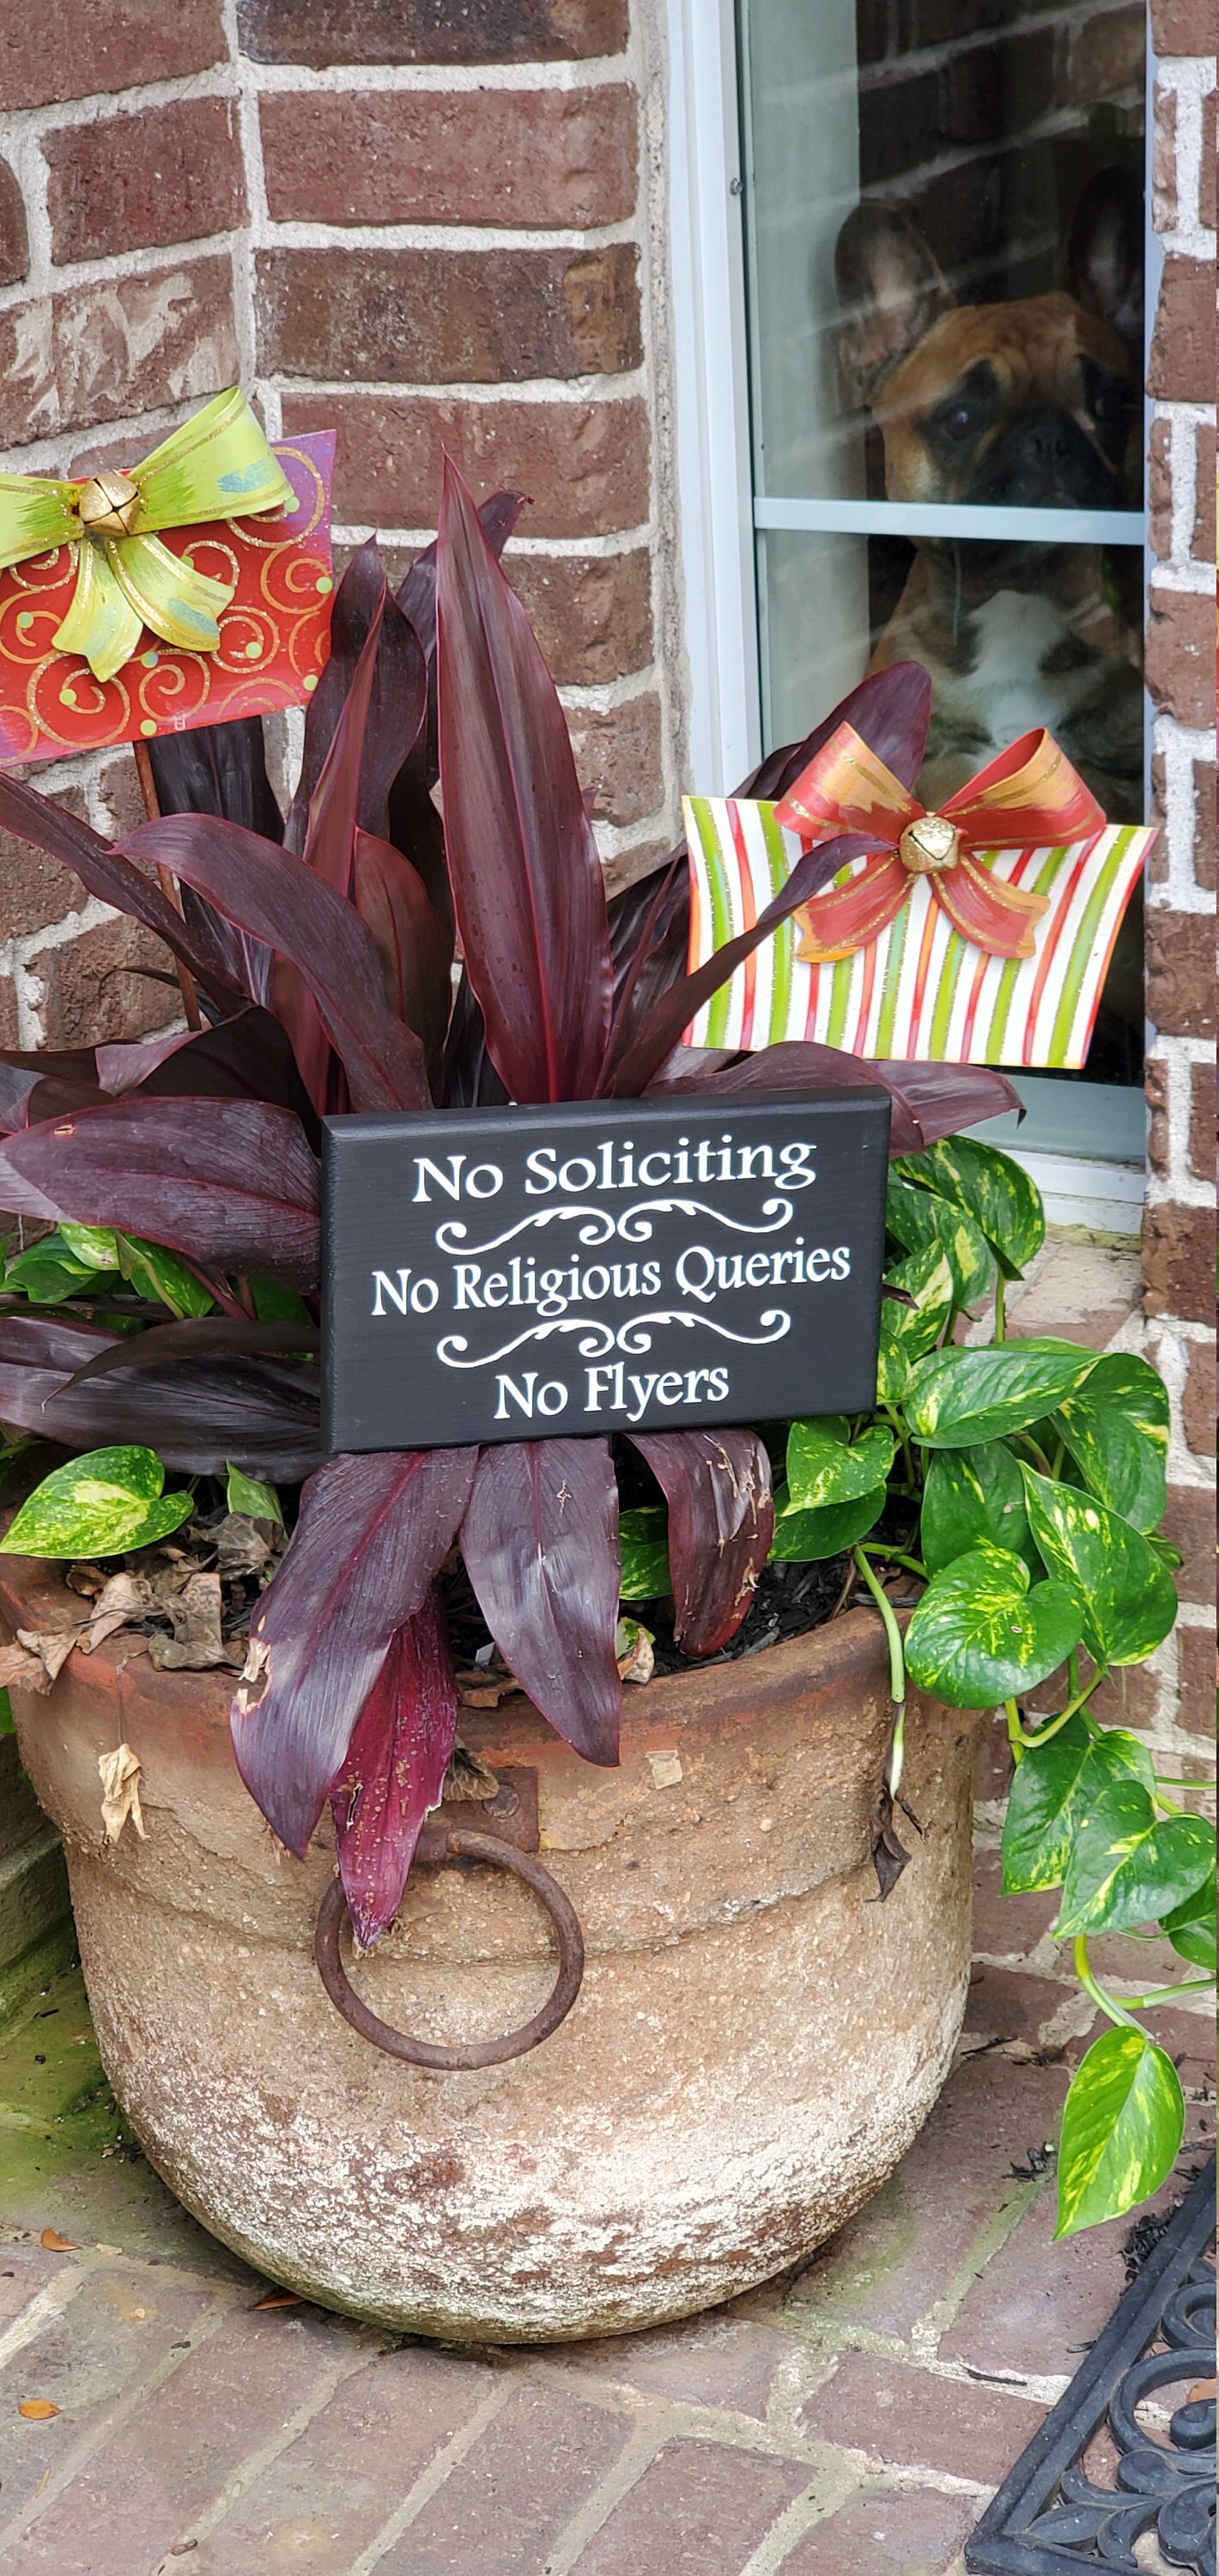 No Soliciting
No Religious Queries
No Flyers